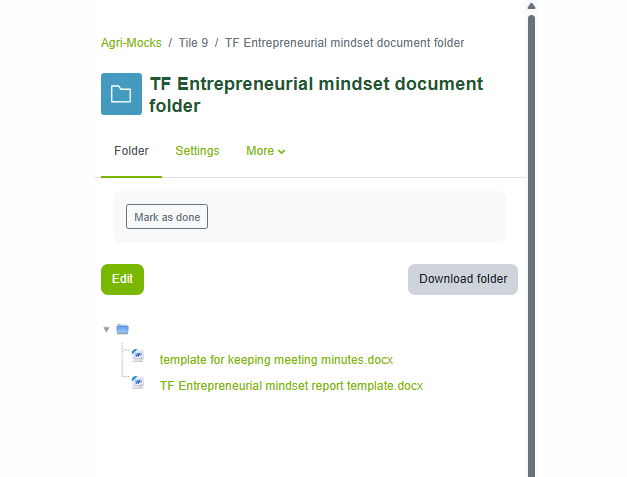 Agri-Mocks / Tile 9 / TF Entrepreneurial mindset document folder
TF Entrepreneurial mindset document
folder
Folder Settings More
Mark as done
Edit Download folder
template for keeping meeting minutes.docx
TF Entrepreneurial mindset report template.docx